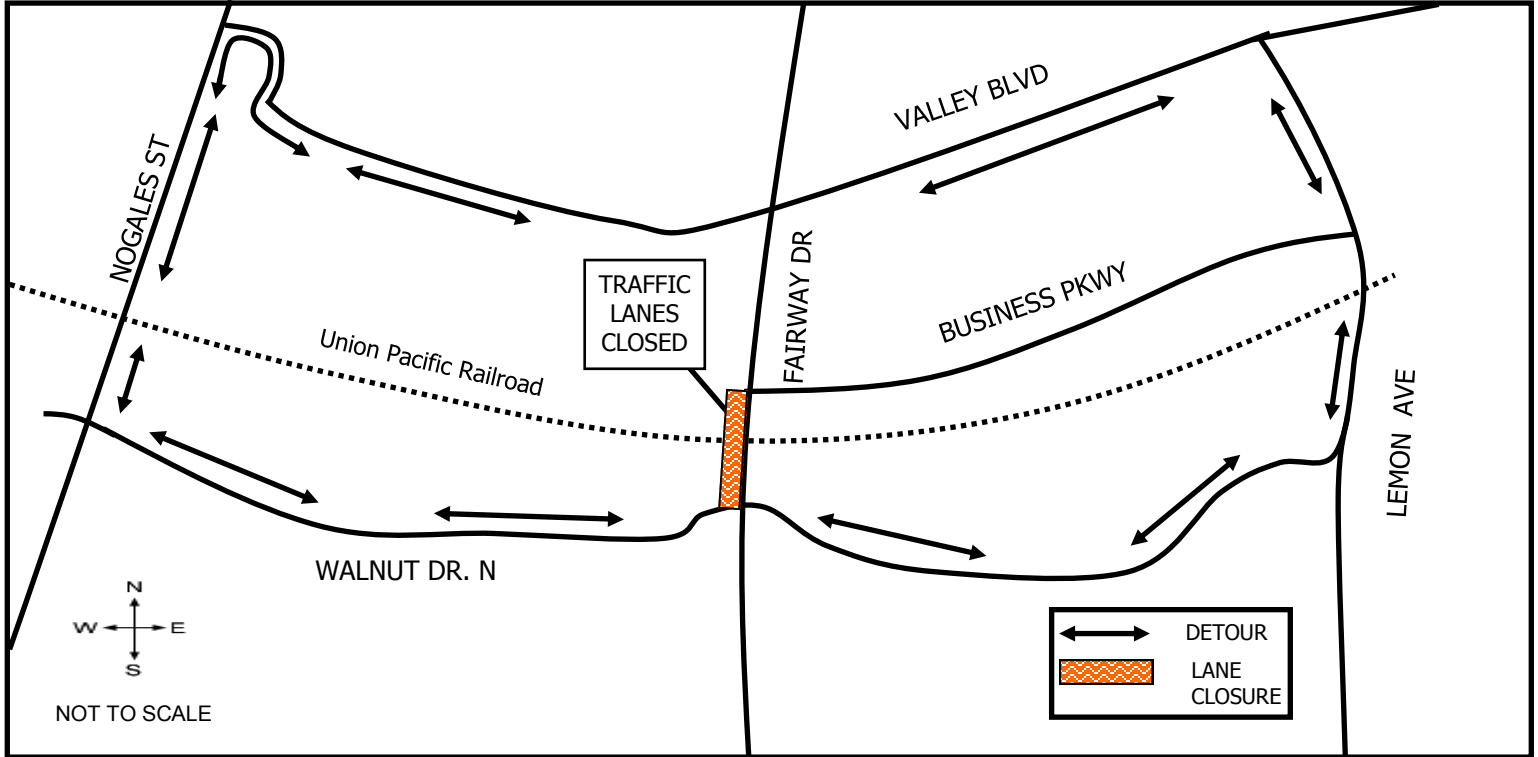 VALLEY BLVD
NOGALES ST
FAIRWAY DR
TRAFFIC
LANES
CLOSED
BUSINESS PKWY
Union Pacific Railroad
LEMON AVE
WALNUT DR. N
N
W E
S
NOT TO SCALE
DETOUR
LANE
CLOSURE